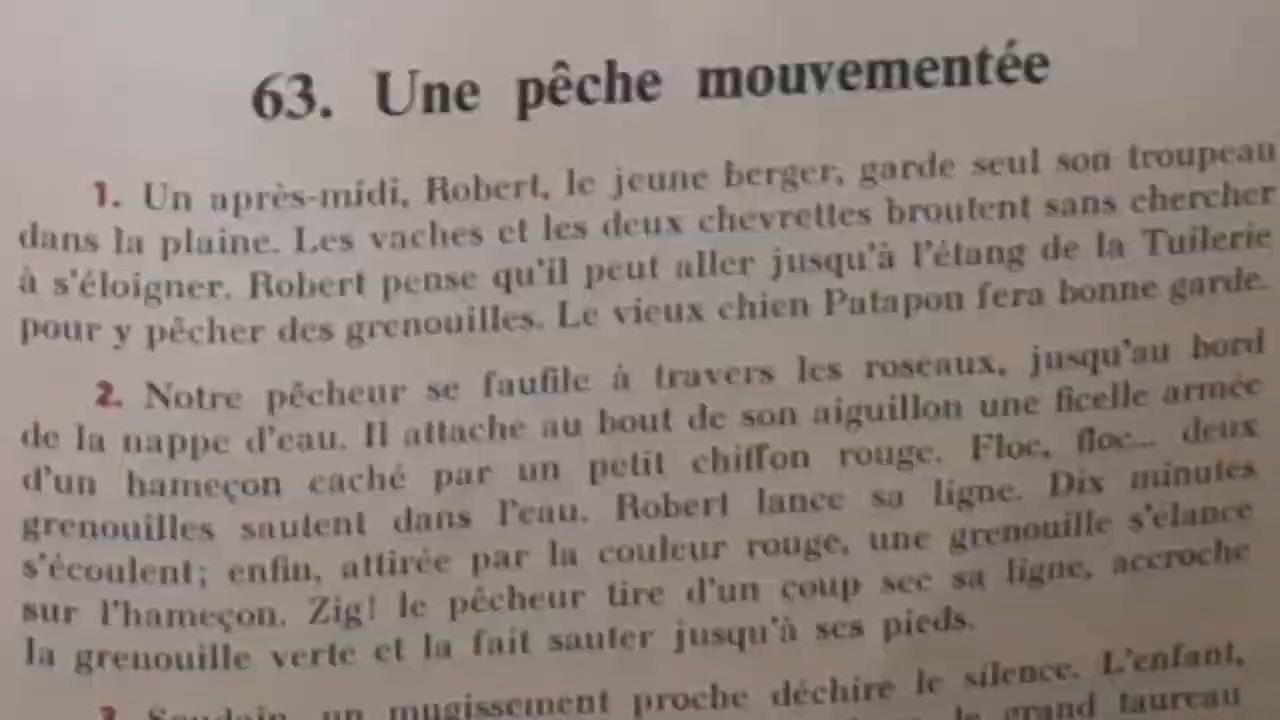 63. Une pêche mouvementée
1. Un après-midi, Robert, le jeune berger, garde seul son troupeau
dans la plaine. Les vaches et les deux chevrettes broutent sans chercher
à s'éloigner. Robert pense qu'il peut aller jusqu'à l'étang de la Tuilerie
pour y pêcher des grenouilles. Le vieux chien Patapon fera bonne garde.
2. Notre pêcheur se faufile à travers les roseaux, jusqu'au bord
de la nappe d'eau. Il attache au bout de son aiguillon une ficelle armée
d'un hameçon caché par un petit chiffon rouge. Floc, floc... deux
grenouilles sautent dans l'eau. Robert lance sa ligne. Dix minutes
s'écoulent; enfin, attirée par la couleur rouge, une grenouille s'élance
sur l'hameçon. Zig! le pêcheur tire d'un coup sec sa ligne, accroche
la grenouille verte et la fait sauter jusqu'à ses pieds.
3. Soudain, un mugissement proche déchire le silence. L'enfant,
le grand taureau